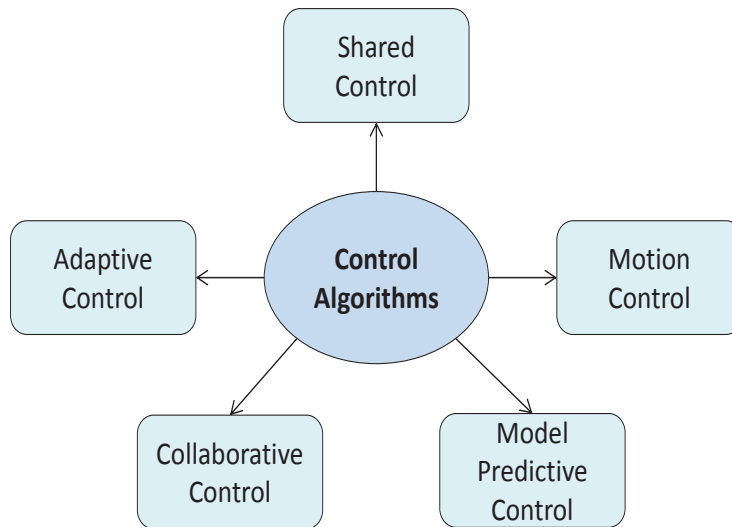 Shared
Control
Adaptive
Control
Control
Algorithms
Motion
Control
Collaborative
Control
Model
Predictive
Control